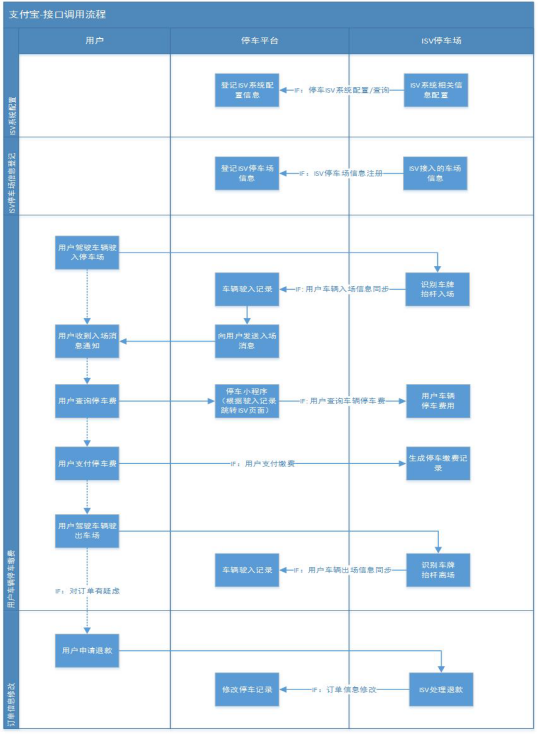 支付宝-接口调用流程
用户
停车平台
ISV停车场
ISV系统配置
登记ISV系统配
置信息
IF：停车ISV系统配置/查询
ISV系统相关信
息配置
ISV停车场信息登记
登记ISV停车场
信息
IF：ISV停车场信息注册
ISV接入的车场
信息
用户车辆停车缴费
用户驾驶车辆驶
入停车场
车辆驶入记录
IF:用户车辆入场信息同步
识别车牌
抬杆入场
用户收到入场消
息通知
向用户发送入场
消息
用户查询停车费
停车小程序
（根据驶入记录
跳转ISV页面）
IF:用户查询车辆停车费
用户车辆
停车费用
用户支付停车费
IF：用户支付缴费
生成停车缴费记
录
用户驾驶车辆驶
出车场
车辆驶入记录
IF：用户车辆出场信息同步
识别车牌
抬杆离场
IF：对订单有疑虑
订单信息修改
用户申请退款
修改停车记录
IF：订单信息修改
ISV处理退款